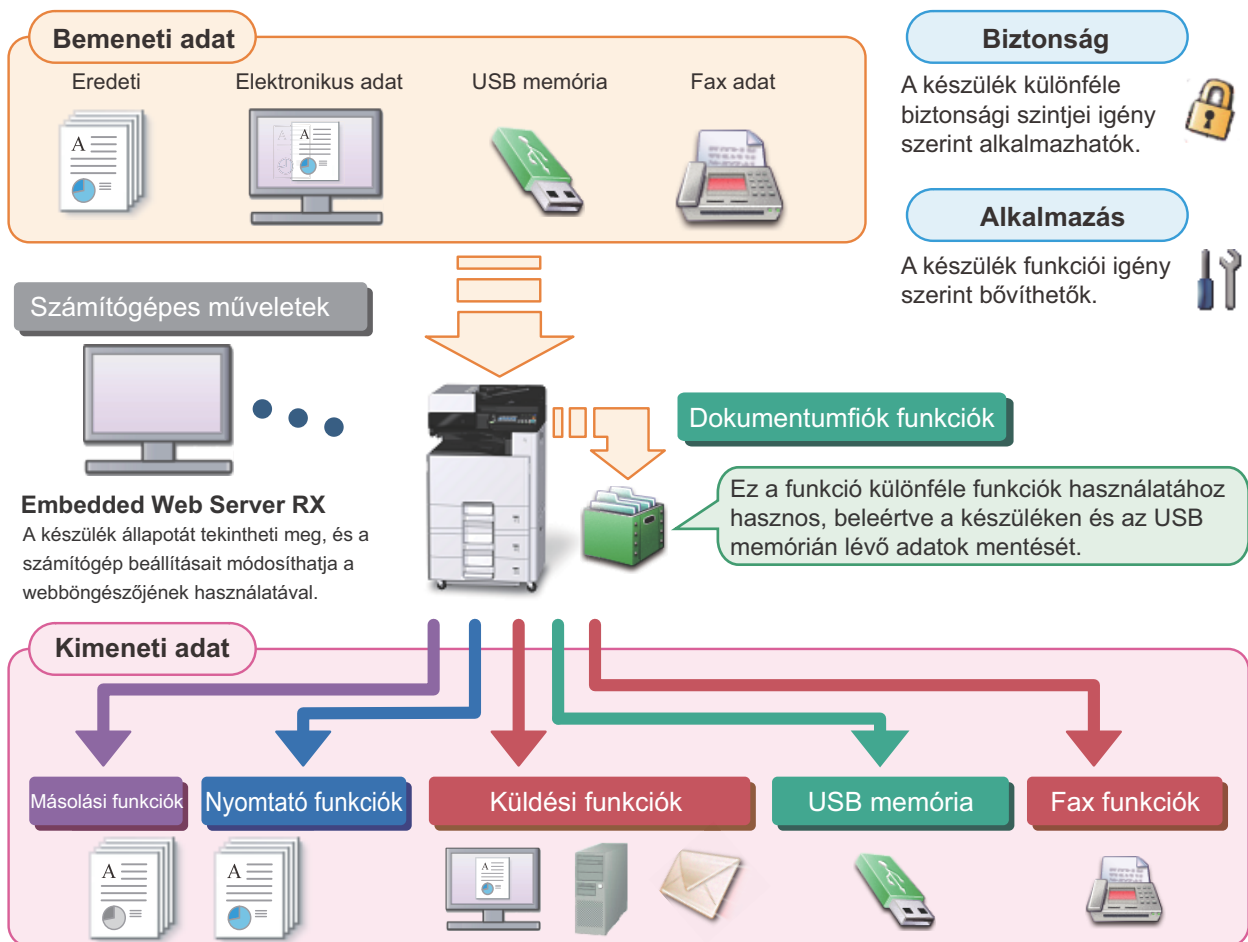 Bemeneti adat
Eredeti
Elektronikus adat
USB memória
Fax adat
Biztonság
A készülék különféle
biztonsági szintjei igény
szerint alkalmazhatók.
Alkalmazás
A készülék funkciói igény
szerint bővíthetők.
Számítógépes műveletek
Embedded Web Server RX
A készülék állapotát tekintheti meg, és a
számítógép beállításait módosíthatja a
webböngészőjének használatával.
Dokumentumfiók funkciók
Ez a funkció különféle funkciók használatához
hasznos, beleértve a készüléken és az USB
memórián lévő adatok mentését.
Kimeneti adat
Másolási funkciók
Nyomtató funkciók
Küldési funkciók
USB memória
Fax funkciók